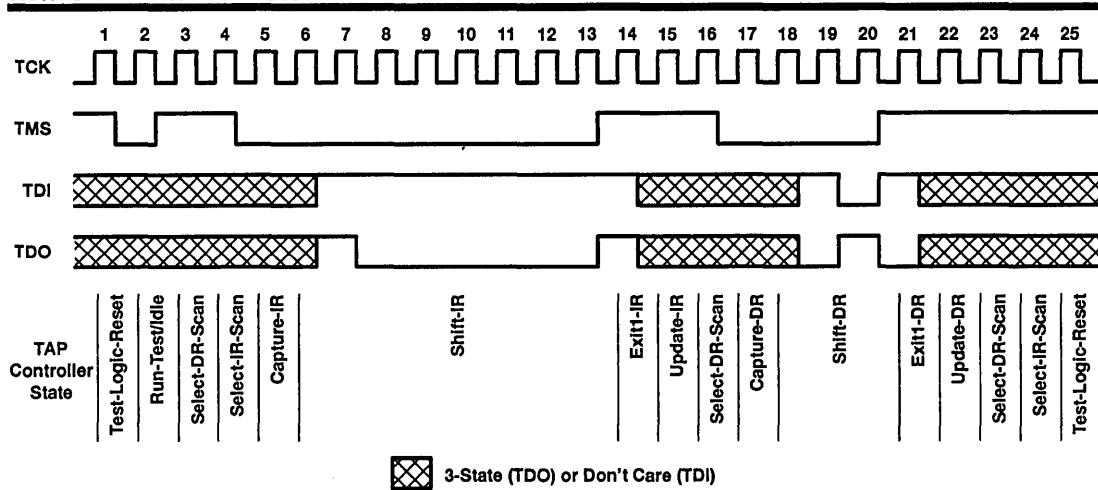 1 2 3 4 5 6 7 8 9 10 11 12 13 14 15 16 17 18 19 20 21 22 23 24 25
TCK
TMS
TDI
TDO
TAP
Controller
State
Test-Logic-Reset
Run-Test/Idle
Select-DR-Scan
Select-IR-Scan
Capture-IR
Shift-IR
Exit1-IR
Update-IR
Select-DR-Scan
Capture-DR
Shift-DR
Exit1-DR
Update-DR
Select-DR-Scan
Select-IR-Scan
Test-Logic-Reset
3-State (TDO) or Don't Care (TDI)